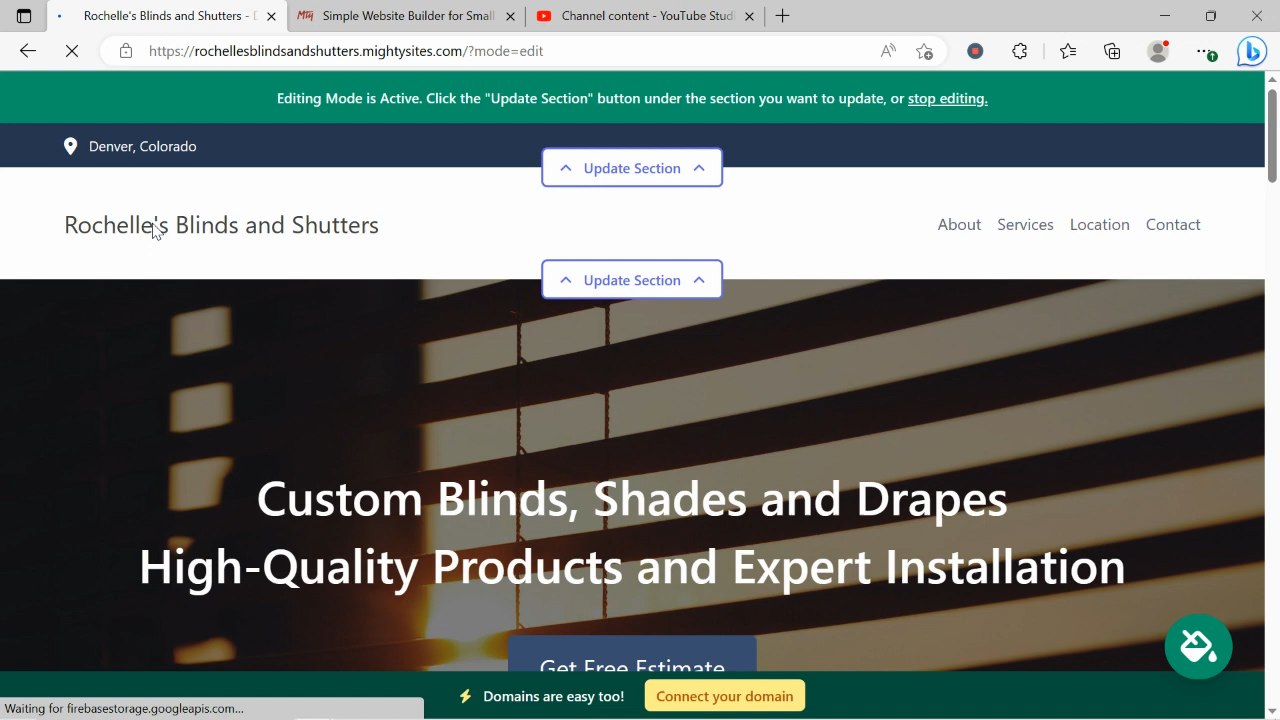 Rochelle's Blinds and Shutters - D
Simple Website Builder for Small
Channel content - YouTube Studi
https://rochellesblindsandshutters.mightysites.com/?mode=edit
Editing Mode is Active. Click the "Update Section" button under the section you want to update, or stop editing.
Denver, Colorado
Update Section
Rochelle's Blinds and Shutters
About Services Location Contact
Update Section
Custom Blinds, Shades and Drapes
High-Quality Products and Expert Installation
Get Free Estimate
Domains are easy too! Connect your domain
Waiting for firebasestorage.googleapis.com...